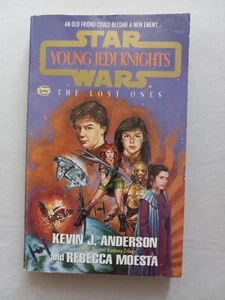 AN OLD FRIEND COULD BECOME A NEW ENEMY...
STAR
YOUNG JEDI KNIGHTS
WARS
THE LOST ONES
KEVIN J. ANDERSON
and REBECCA MOESTA